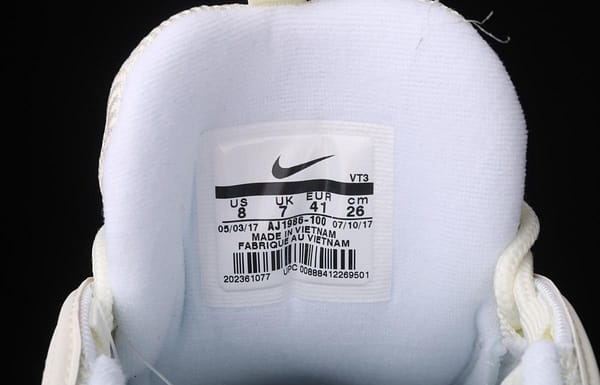 VT3
US UK EUR cm
8 7 41 26
05/03/17 AJ1986-100 07/10/17
MADE IN VIETNAM
FABRIQUE AU VIETNAM
202361077 UPC 00888412269501